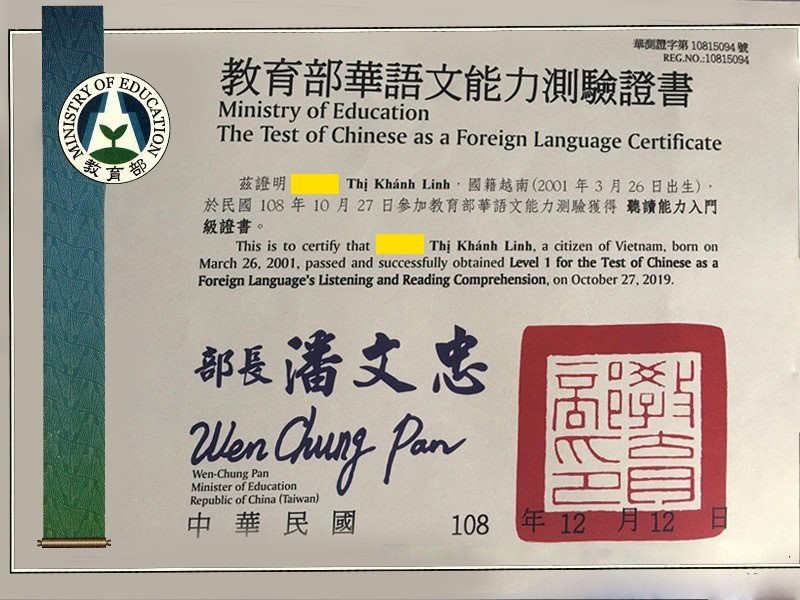 華測證字第 10815094 號
REG.NO.:10815094
MINISTRY OF EDUCATION
教育部
教育部華語文能力測驗證書
Ministry of Education
The Test of Chinese as a Foreign Language Certificate
茲證明 Thị Khánh Linh，國籍越南(2001 年 3 月 26 日出生)，
於民國 108 年 10 月 27 日參加教育部華語文能力測驗獲得 聽讀能力入門
級證書。
This is to certify that Thị Khánh Linh, a citizen of Vietnam, born on
March 26, 2001, passed and successfully obtained Level 1 for the Test of Chinese as a
Foreign Language's Listening and Reading Comprehension, on October 27, 2019.
部長 潘文忠
Wen Chung Pan
Wen-Chung Pan
Minister of Education
Republic of China (Taiwan)
教育部印
中華民國 108 年 12 月 12 日